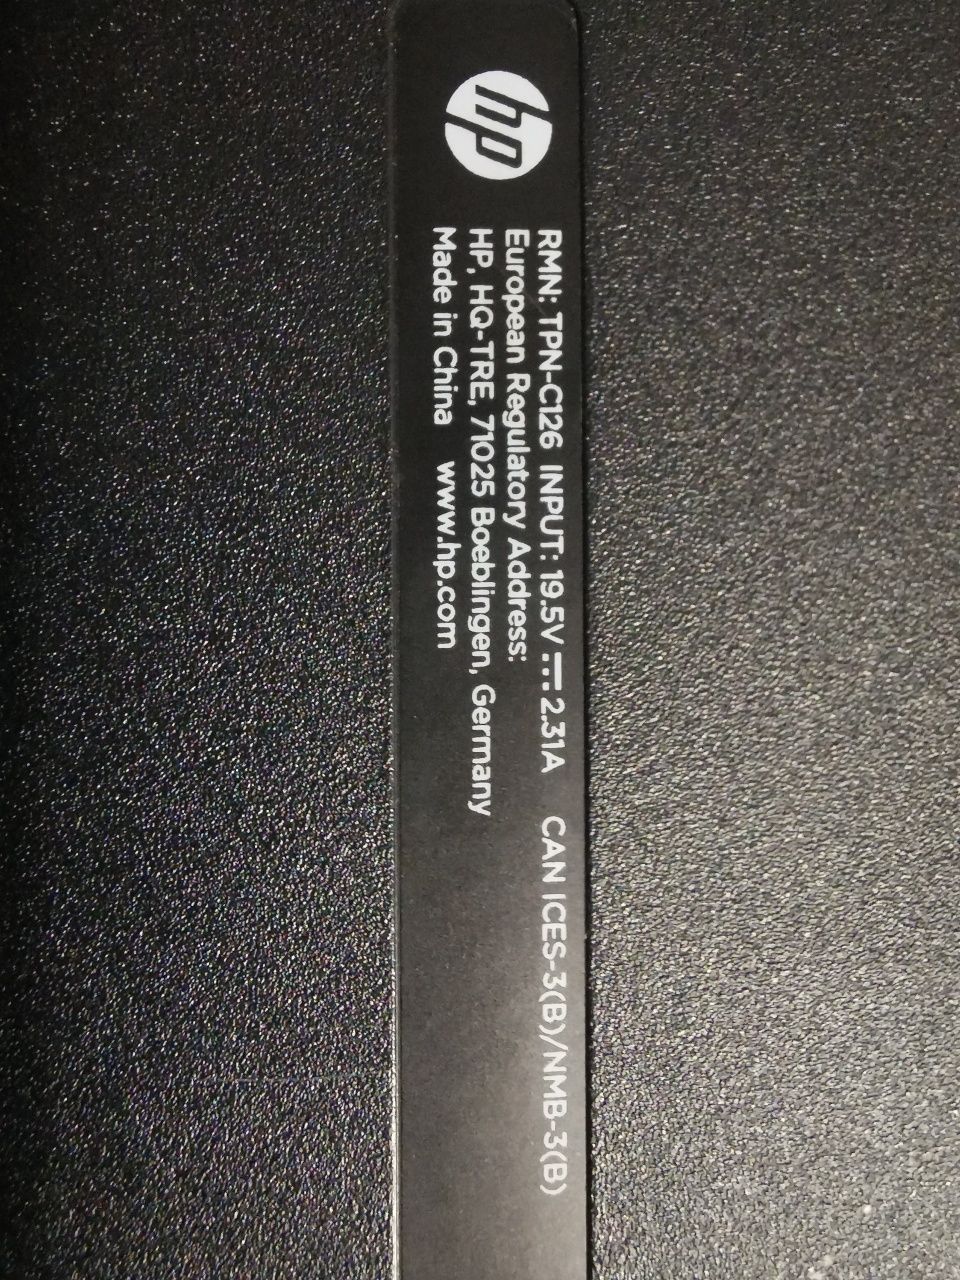 hp
RMN: TPN-C126 INPUT: 19.5V ⎓ 2.31A CAN ICES-3(B)/NMB-3(B)
European Regulatory Address:
HP, HQ-TRE, 71025 Boeblingen, Germany
Made in China www.hp.com